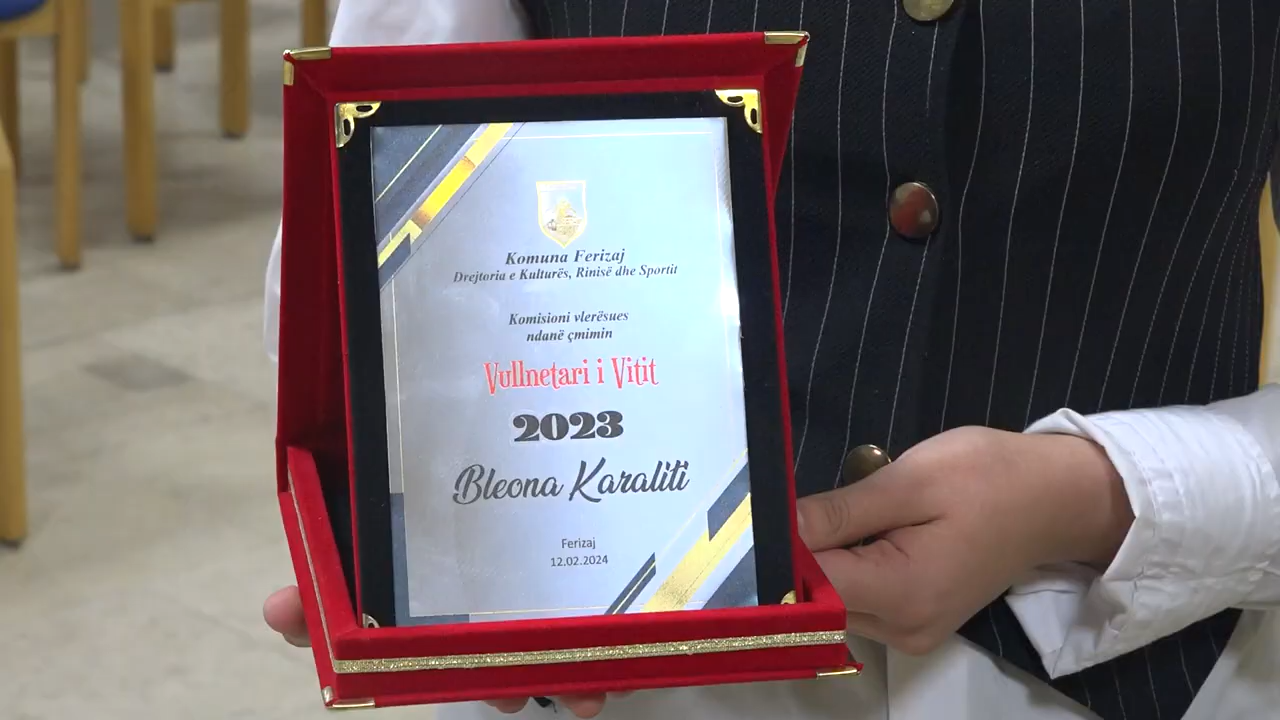 Komuna Ferizaj
Drejtoria e Kulturës, Rinisë dhe Sportit
Komisioni vlerësues
ndanë çmimin
Vullnetari i Vitit
2023
Bleona Karaliti
Ferizaj
12.02.2024